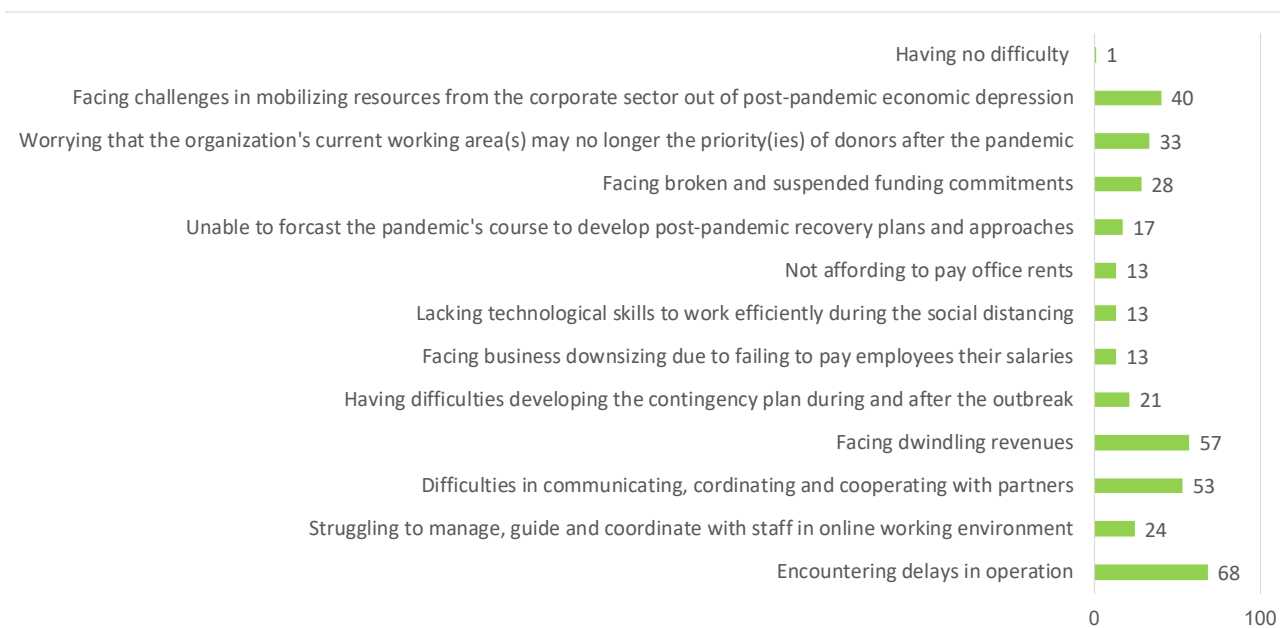 Having no difficulty 1
Facing challenges in mobilizing resources from the corporate sector out of post-pandemic economic depression 40
Worrying that the organization's current working area(s) may no longer the priority(ies) of donors after the pandemic 33
Facing broken and suspended funding commitments 28
Unable to forcast the pandemic's course to develop post-pandemic recovery plans and approaches 17
Not affording to pay office rents 13
Lacking technological skills to work efficiently during the social distancing 13
Facing business downsizing due to failing to pay employees their salaries 13
Having difficulties developing the contingency plan during and after the outbreak 21
Facing dwindling revenues 57
Difficulties in communicating, cordinating and cooperating with partners 53
Struggling to manage, guide and coordinate with staff in online working environment 24
Encountering delays in operation 68
0 100